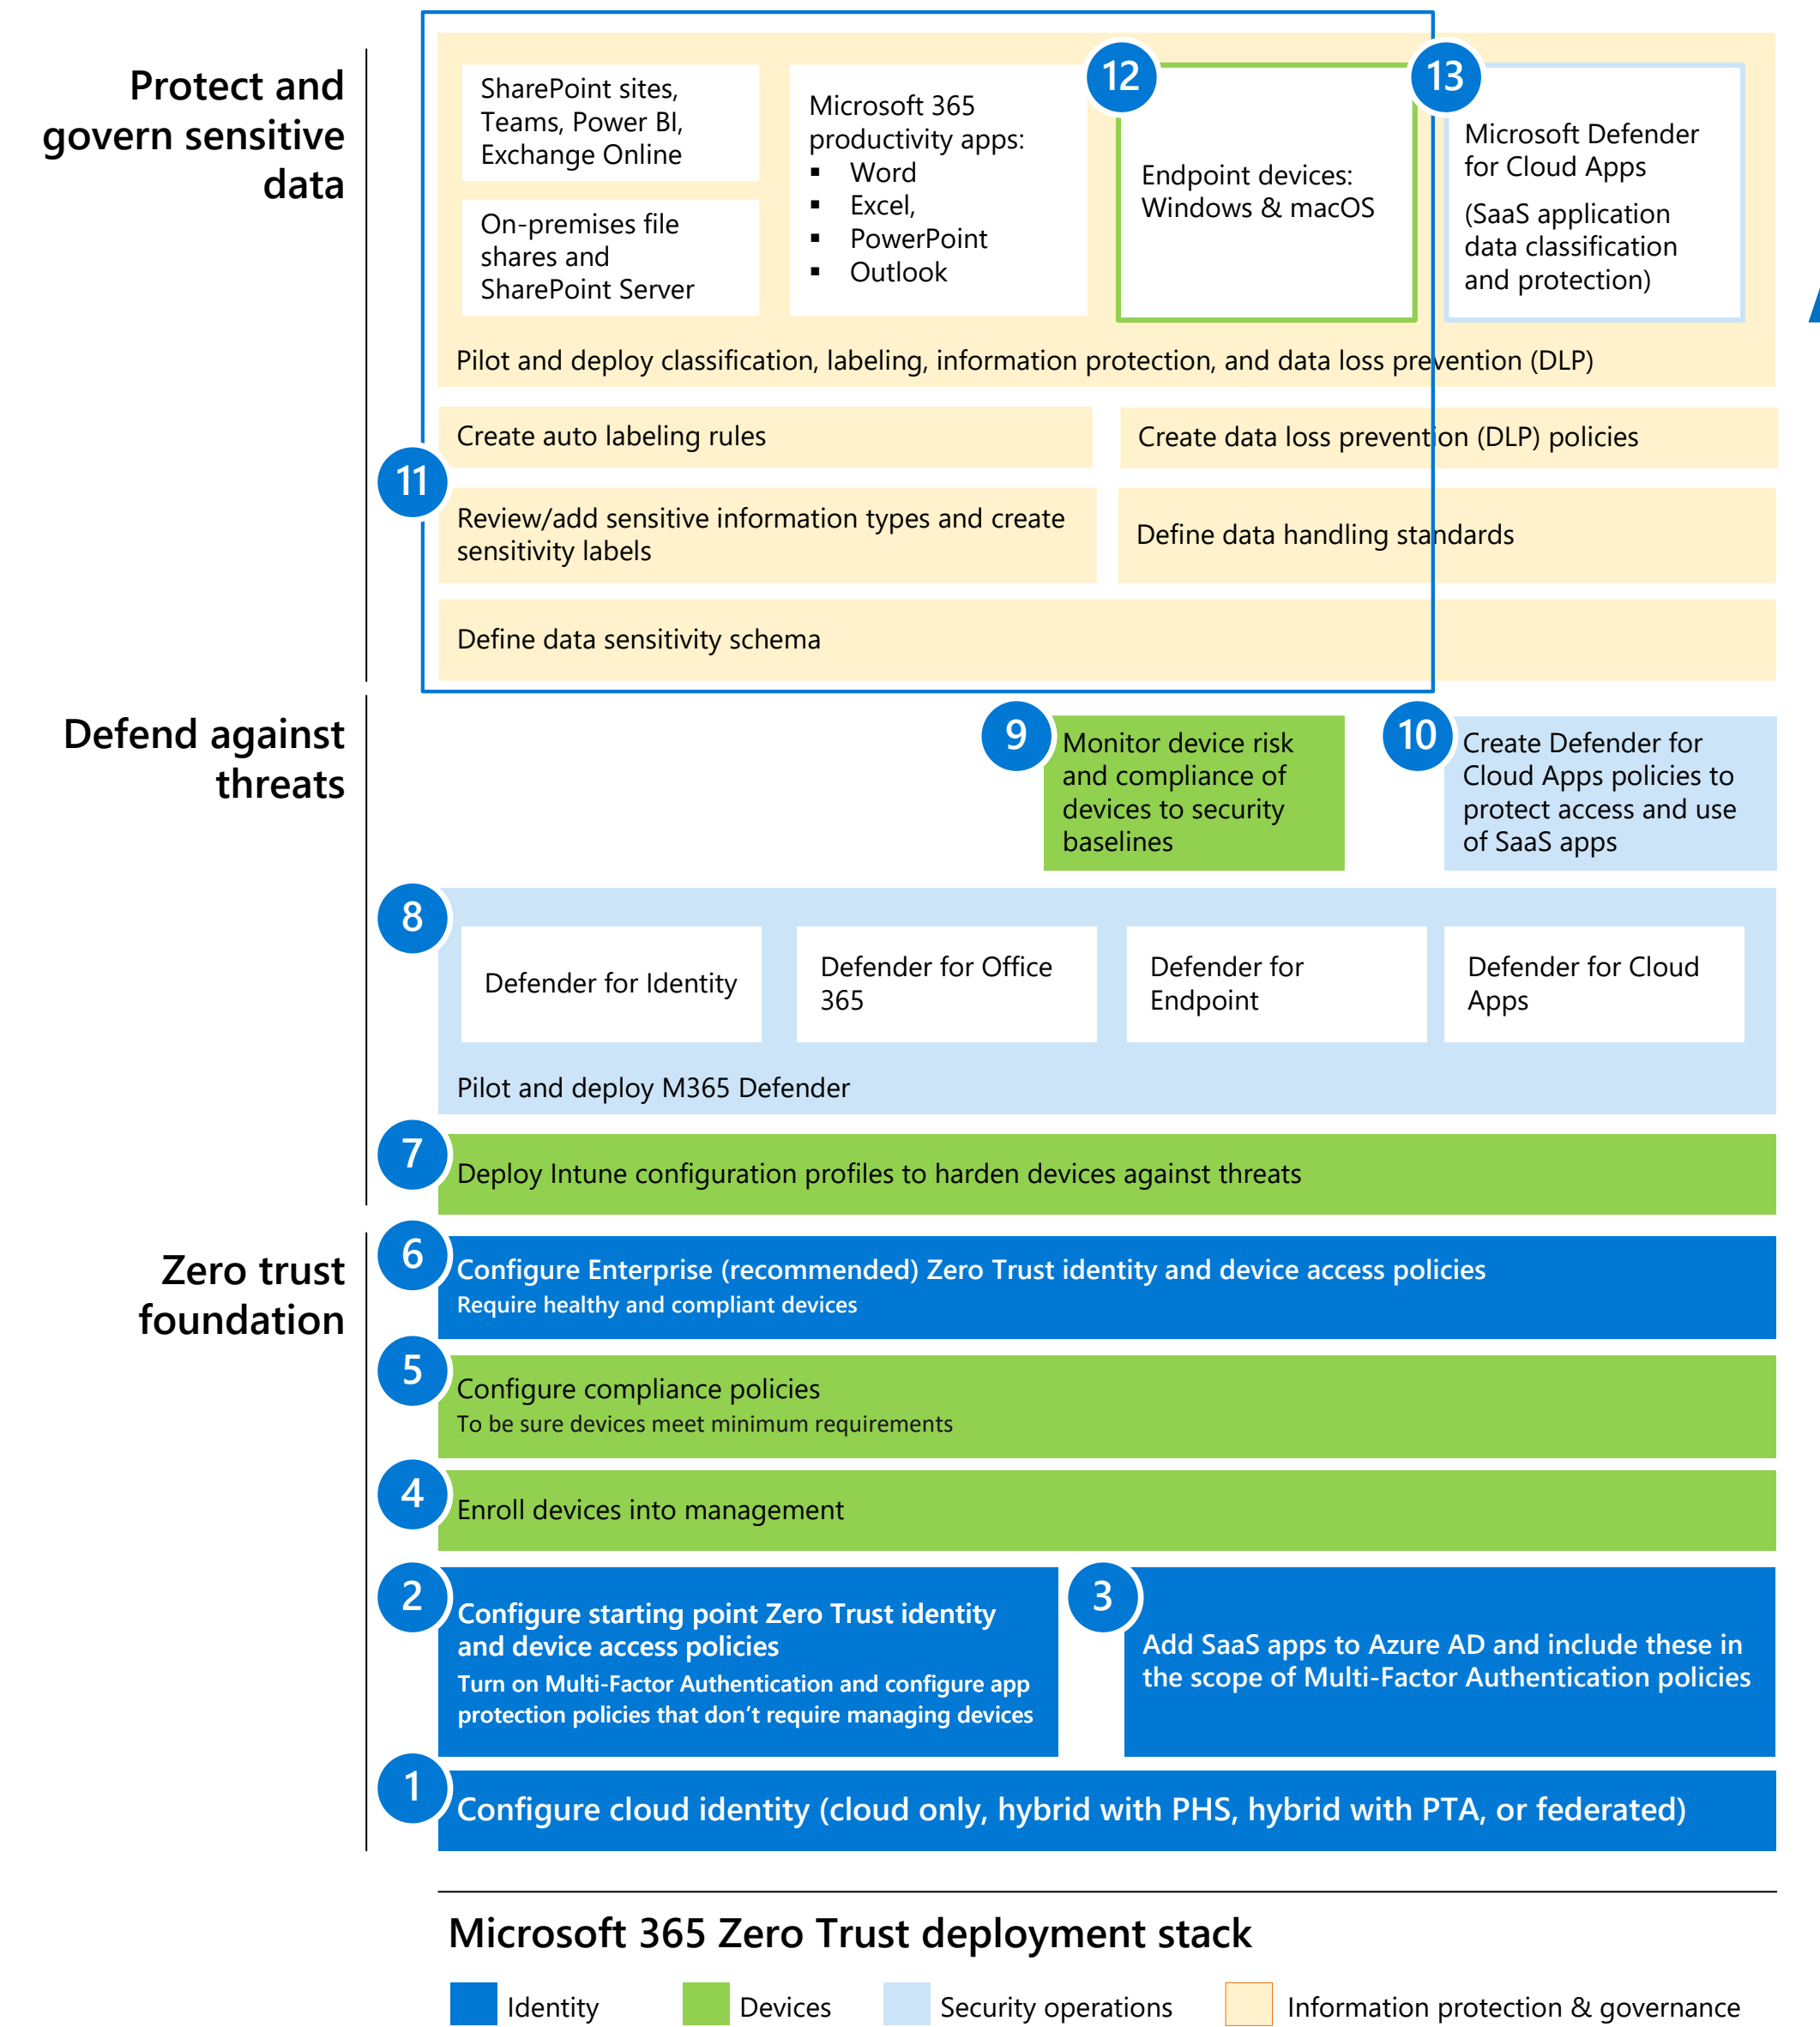 Protect and
govern sensitive
data
SharePoint sites,
Teams, Power BI,
Exchange Online
On-premises file
shares and
SharePoint Server
Microsoft 365
productivity apps:
▪ Word
▪ Excel,
▪ PowerPoint
▪ Outlook
12
Endpoint devices:
Windows & macOS
13
Microsoft Defender
for Cloud Apps
(SaaS application
data classification
and protection)
Pilot and deploy classification, labeling, information protection, and data loss prevention (DLP)
Create auto labeling rules
Create data loss prevention (DLP) policies
11
Review/add sensitive information types and create
sensitivity labels
Define data handling standards
Define data sensitivity schema
Defend against
threats
9
Monitor device risk
and compliance of
devices to security
baselines
10
Create Defender for
Cloud Apps policies to
protect access and use
of SaaS apps
8
Defender for Identity
Defender for Office
365
Defender for
Endpoint
Defender for Cloud
Apps
Pilot and deploy M365 Defender
7
Deploy Intune configuration profiles to harden devices against threats
Zero trust
foundation
6
Configure Enterprise (recommended) Zero Trust identity and device access policies
Require healthy and compliant devices
5
Configure compliance policies
To be sure devices meet minimum requirements
4
Enroll devices into management
2
Configure starting point Zero Trust identity
and device access policies
Turn on Multi-Factor Authentication and configure app
protection policies that don’t require managing devices
3
Add SaaS apps to Azure AD and include these in
the scope of Multi-Factor Authentication policies
1
Configure cloud identity (cloud only, hybrid with PHS, hybrid with PTA, or federated)
Microsoft 365 Zero Trust deployment stack
Identity
Devices
Security operations
Information protection & governance